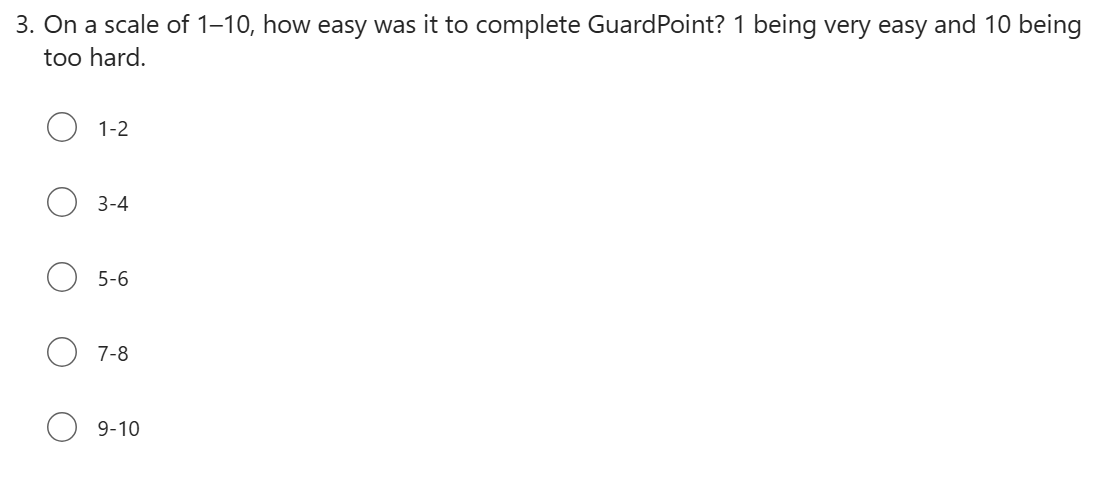 3. On a scale of 1–10, how easy was it to complete GuardPoint? 1 being very easy and 10 being
too hard.
1-2
3-4
5-6
7-8
9-10